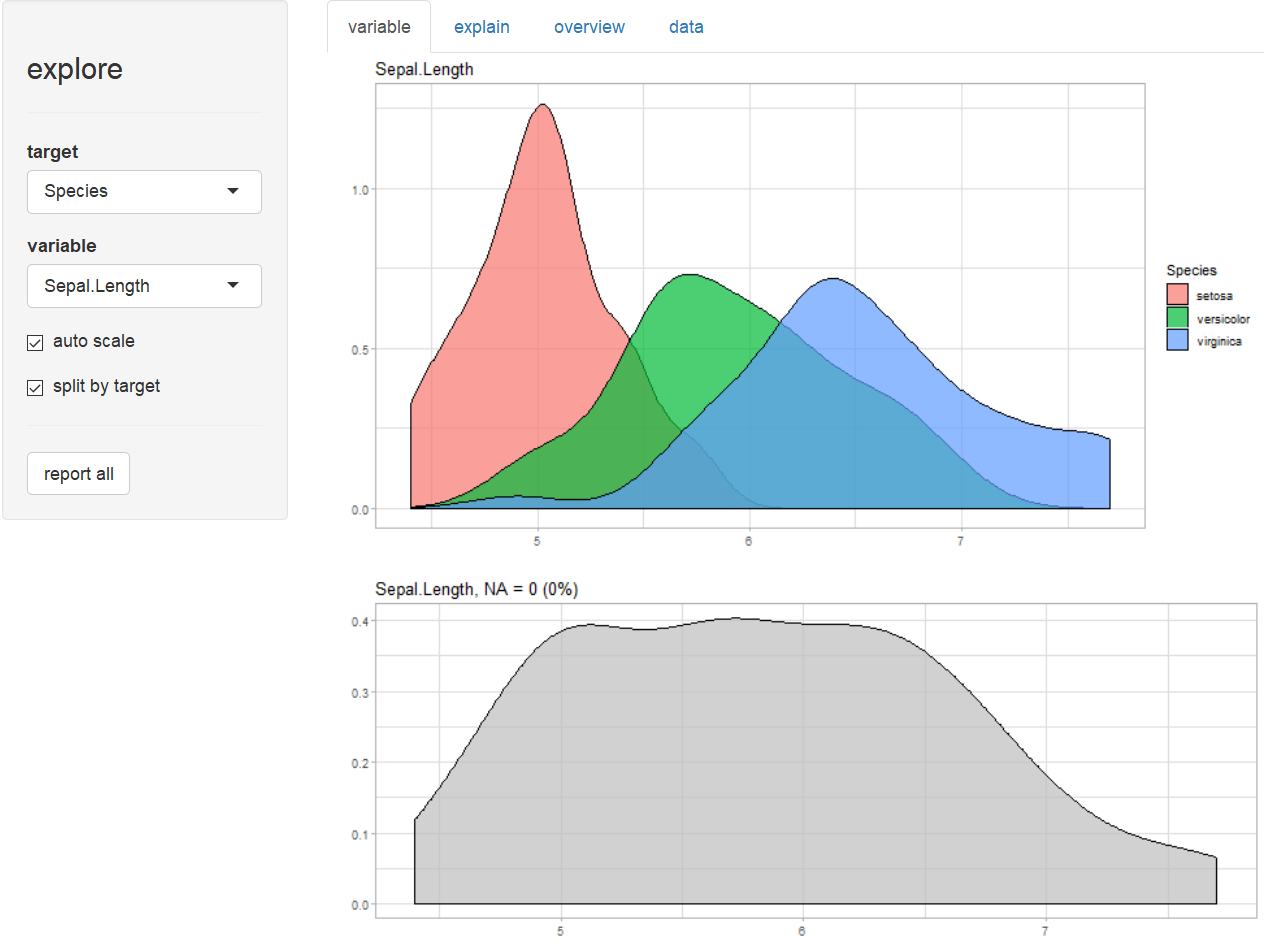 explore
target
Species
variable
Sepal.Length
auto scale
split by target
report all
variable explain overview data
Sepal.Length
1.0
0.5
0.0
5 6 7
Species
setosa
versicolor
virginica
Sepal.Length, NA = 0 (0%)
0.4
0.3
0.2
0.1
0.0
5 6 7